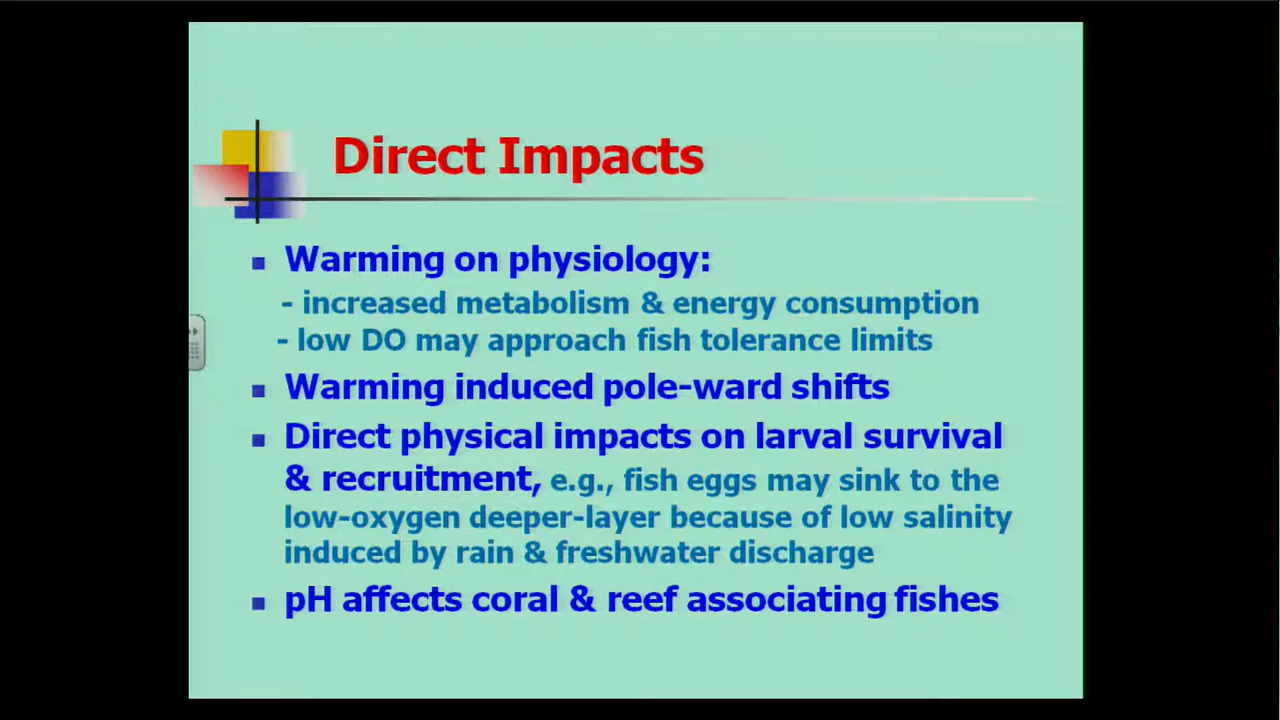 Direct Impacts
Warming on physiology:
- increased metabolism & energy consumption
- low DO may approach fish tolerance limits
Warming induced pole-ward shifts
Direct physical impacts on larval survival
& recruitment, e.g., fish eggs may sink to the
low-oxygen deeper-layer because of low salinity
induced by rain & freshwater discharge
pH affects coral & reef associating fishes